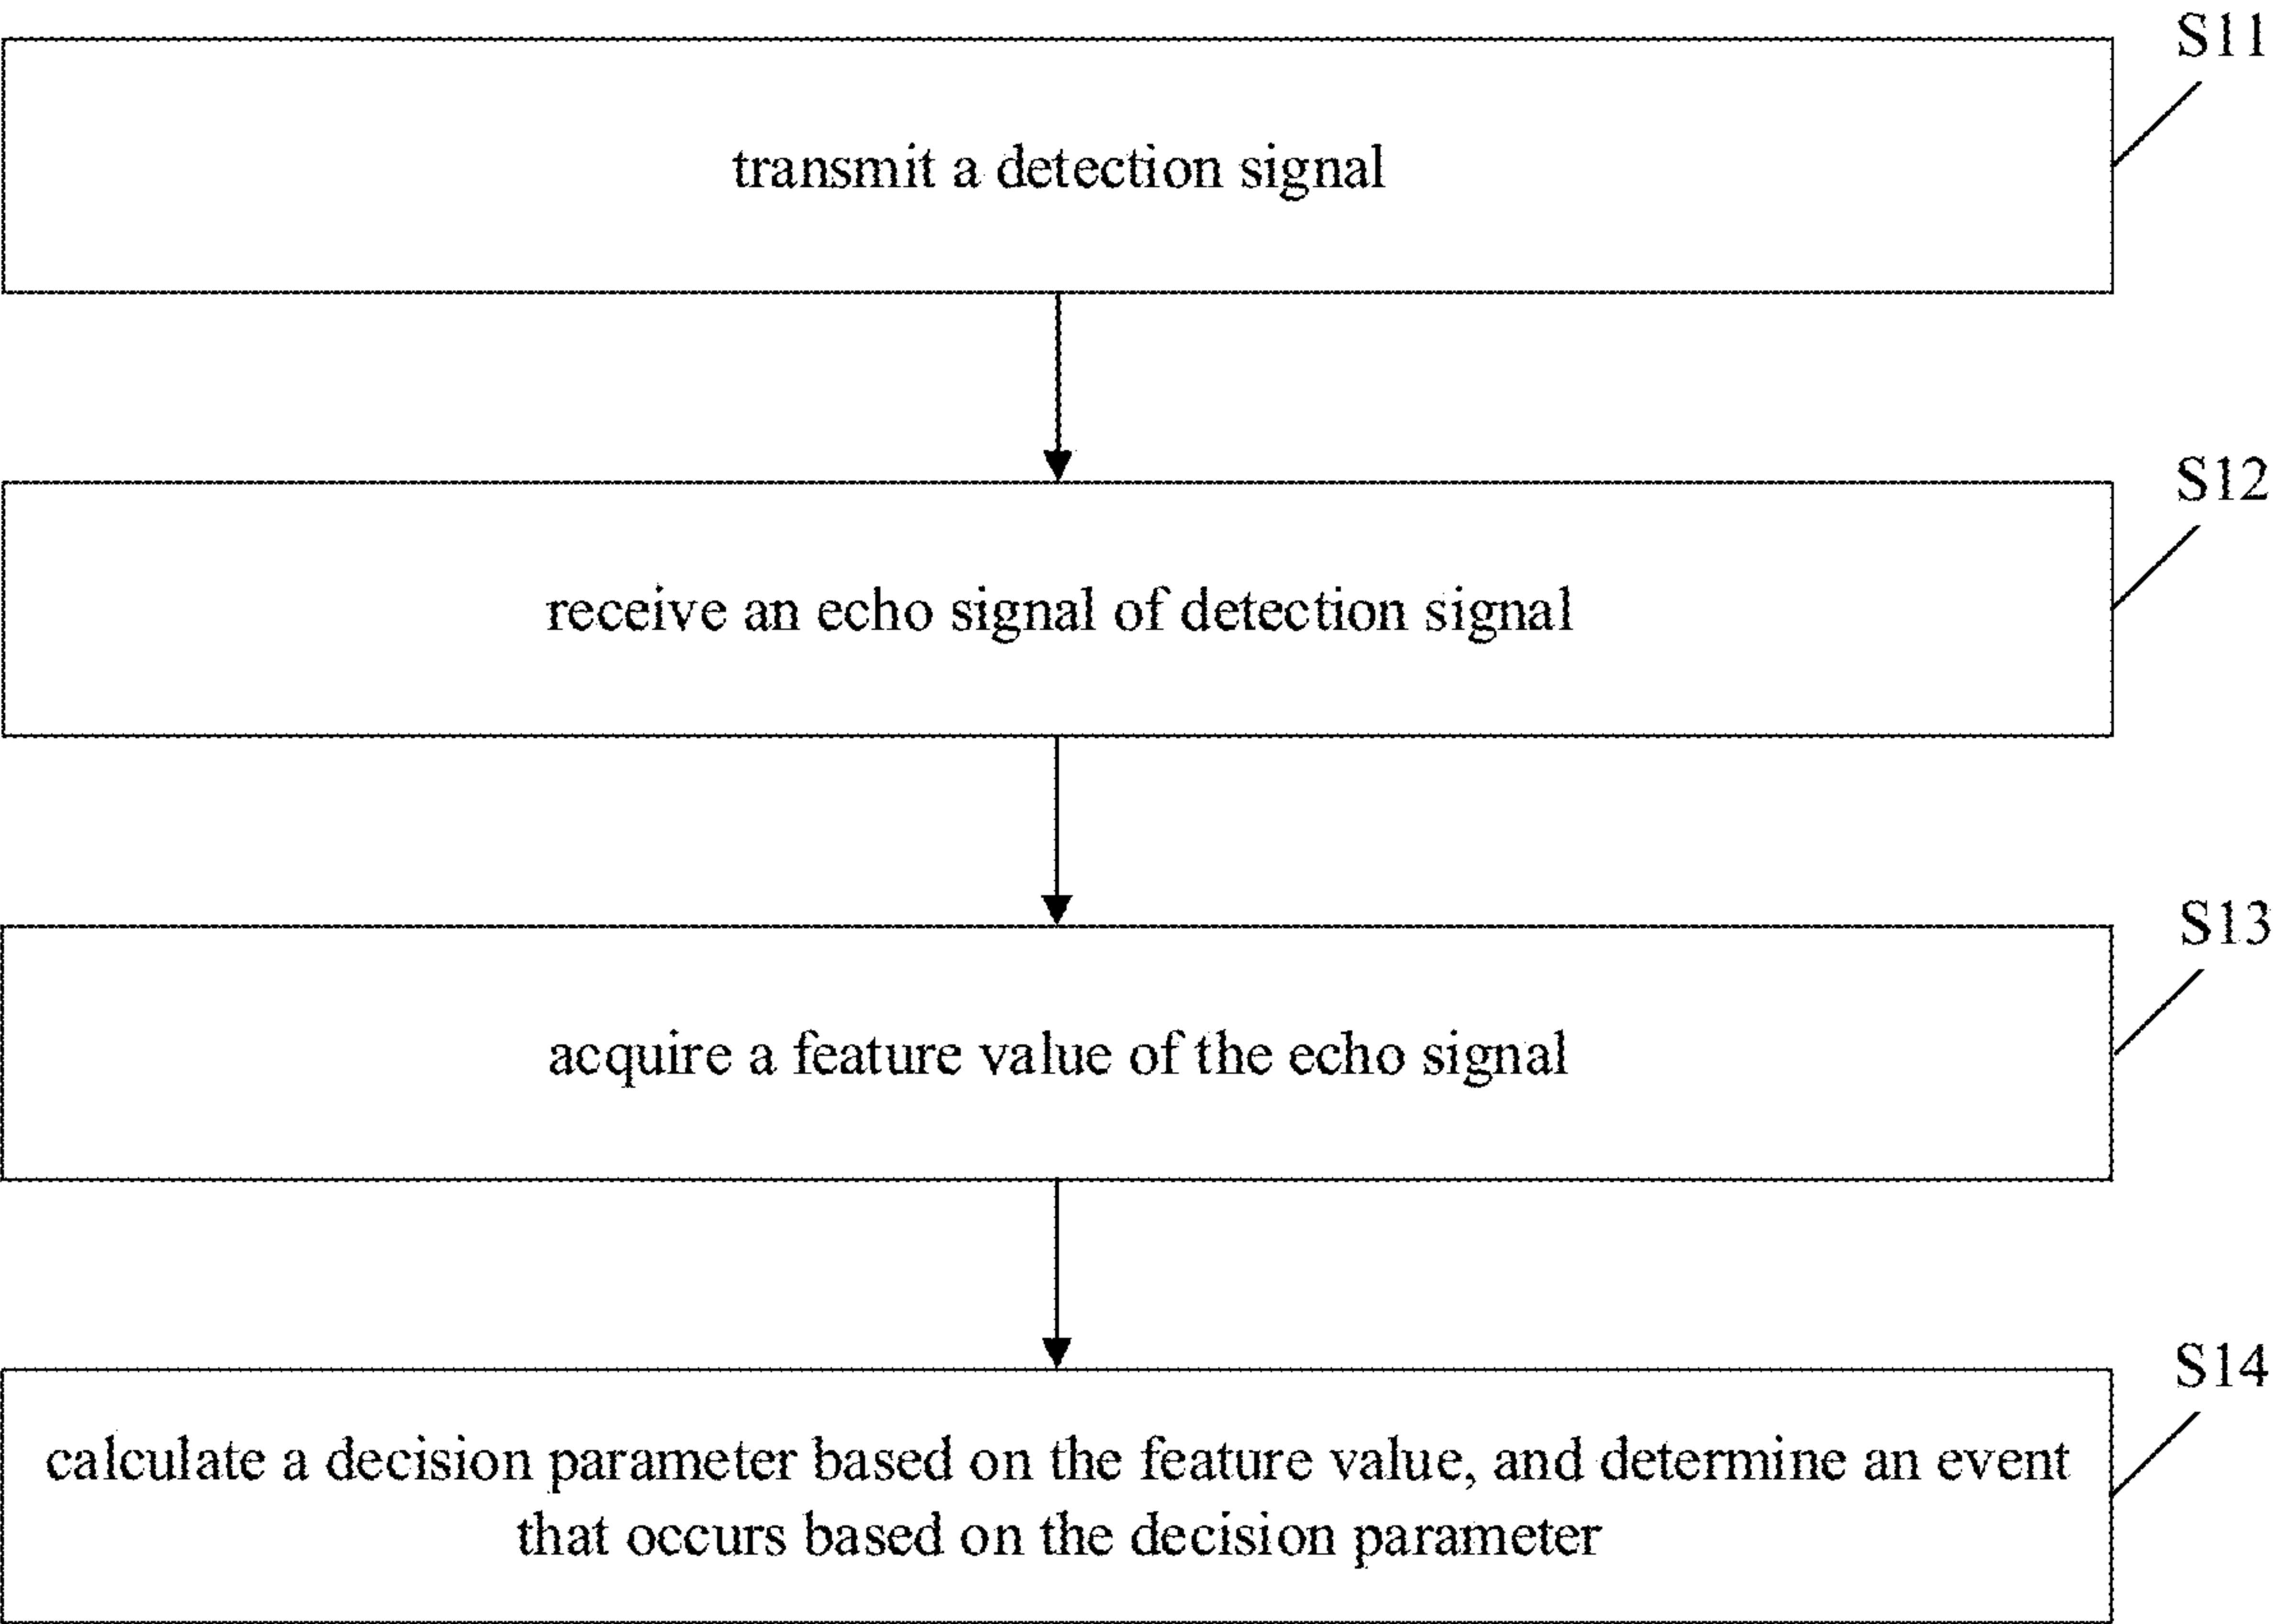 S11
transmit a detection signal
S12
receive an echo signal of detection signal
S13
acquire a feature value of the echo signal
S14
calculate a decision parameter based on the feature value, and determine an event
that occurs based on the decision parameter